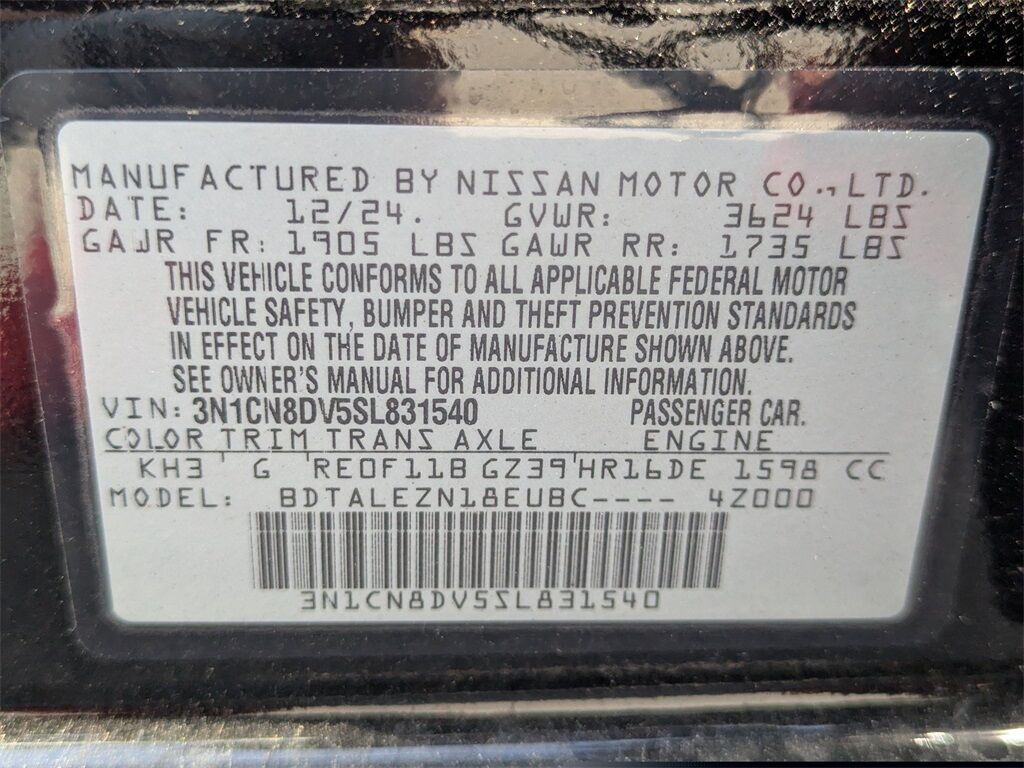 MANUFACTURED BY NISSAN MOTOR CO., LTD.
DATE: 12/24. GVWR: 3624 LBS
GAWR FR: 1905 LBS GAWR RR: 1735 LBS
THIS VEHICLE CONFORMS TO ALL APPLICABLE FEDERAL MOTOR
VEHICLE SAFETY, BUMPER AND THEFT PREVENTION STANDARDS
IN EFFECT ON THE DATE OF MANUFACTURE SHOWN ABOVE.
SEE OWNER'S MANUAL FOR ADDITIONAL INFORMATION.
VIN: 3N1CN8DV5SL831540 PASSENGER CAR.
COLOR TRIM TRANS AXLE ENGINE
KH3 G RE0F11B GZ39 HR16DE 1598 CC
MODEL: BDTALEZN18EUBC---- 4Z000
3N1CN8DV5SL831540